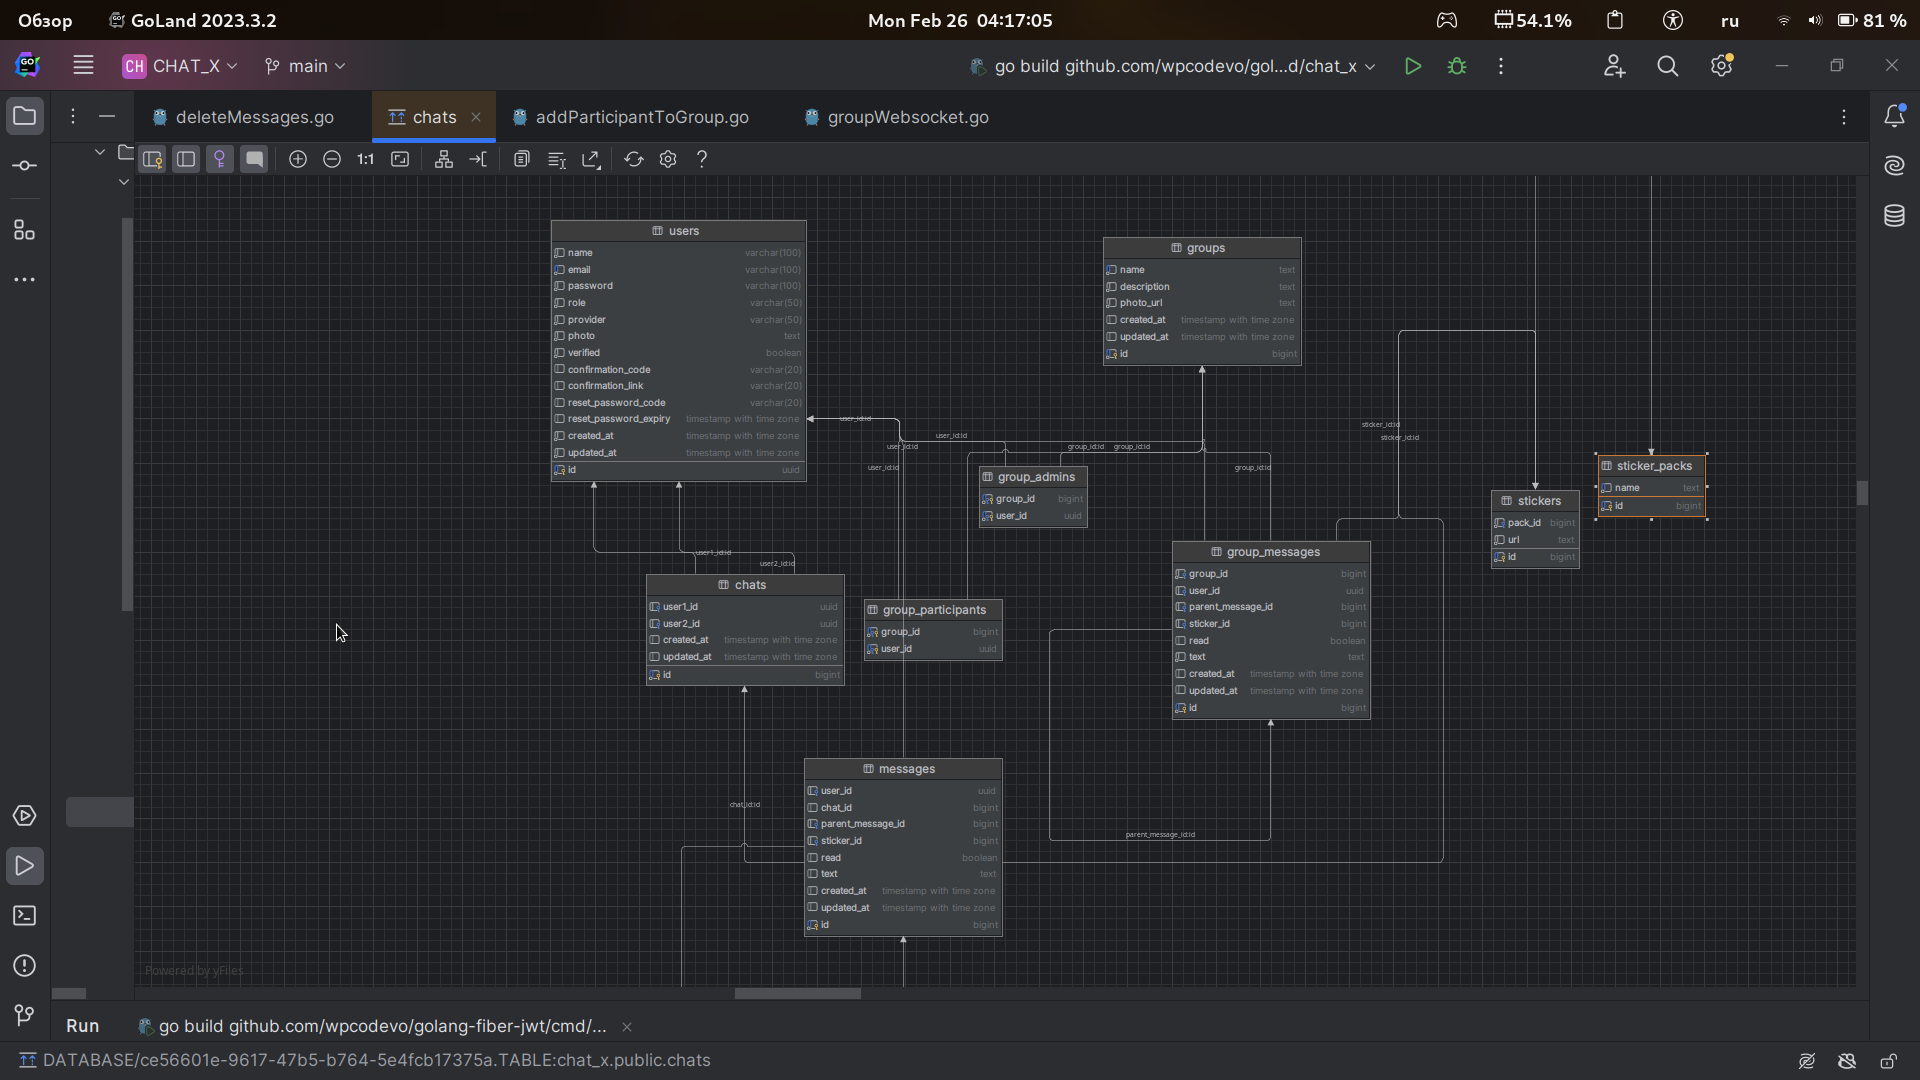 Обзор
GoLand 2023.3.2
Mon Feb 26 04:17:05
54.1%
ru
81 %
CH CHAT_X
main
go build github.com/wpcodevo/gol...d/chat_x
deleteMessages.go
chats
addParticipantToGroup.go
groupWebsocket.go
1:1
users
name varchar(100)
email varchar(100)
password varchar(100)
role varchar(50)
provider varchar(50)
photo text
verified boolean
confirmation_code varchar(20)
confirmation_link varchar(20)
reset_password_code varchar(20)
reset_password_expiry timestamp with time zone
created_at timestamp with time zone
updated_at timestamp with time zone
id uuid
groups
name text
description text
photo_url text
created_at timestamp with time zone
updated_at timestamp with time zone
id bigint
user_id:id
user_id:id
user_id:id
user_id:id
group_id:id
group_id:id
group_id:id
sticker_id:id
sticker_id:id
group_admins
group_id bigint
user_id uuid
sticker_packs
name text
id bigint
stickers
pack_id bigint
url text
id bigint
user1_id:id
user2_id:id
chats
user1_id uuid
user2_id uuid
created_at timestamp with time zone
updated_at timestamp with time zone
id bigint
group_participants
group_id bigint
user_id uuid
group_messages
group_id bigint
user_id uuid
parent_message_id bigint
sticker_id bigint
read boolean
text text
created_at timestamp with time zone
updated_at timestamp with time zone
id bigint
messages
user_id uuid
chat_id bigint
parent_message_id bigint
sticker_id bigint
read boolean
text text
created_at timestamp with time zone
updated_at timestamp with time zone
id bigint
chat_id:id
parent_message_id:id
Powered by yFiles
Run
go build github.com/wpcodevo/golang-fiber-jwt/cmd/...
DATABASE/ce56601e-9617-47b5-b764-5e4fcb17375a.TABLE:chat_x.public.chats